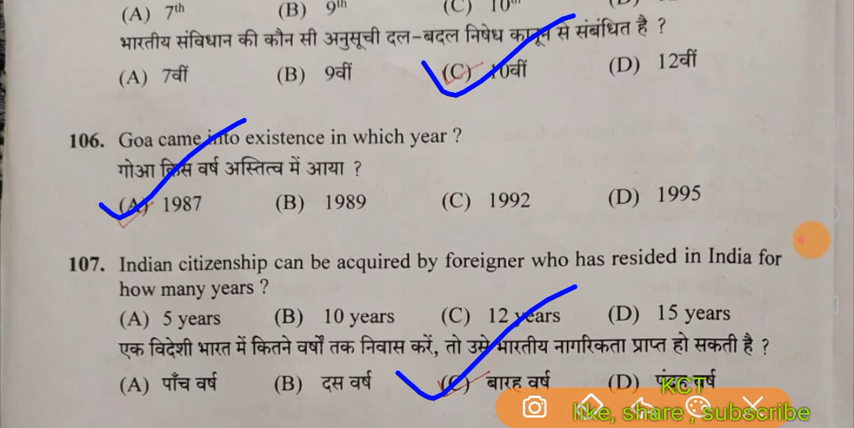 (A) 7th (B) 9th (C) 10th
भारतीय संविधान की कौन सी अनुसूची दल-बदल निषेध कानून से संबंधित है ?
(A) 7वीं (B) 9वीं (C) 10वीं (D) 12वीं
106. Goa came into existence in which year ?
गोआ किस वर्ष अस्तित्व में आया ?
(A) 1987 (B) 1989 (C) 1992 (D) 1995
107. Indian citizenship can be acquired by foreigner who has resided in India for
how many years ?
(A) 5 years (B) 10 years (C) 12 years (D) 15 years
एक विदेशी भारत में कितने वर्षों तक निवास करें, तो उसे भारतीय नागरिकता प्राप्त हो सकती है ?
(A) पाँच वर्ष (B) दस वर्ष (C) बारह वर्ष (D) पंद्रह वर्ष
KCT
like, share , subscribe